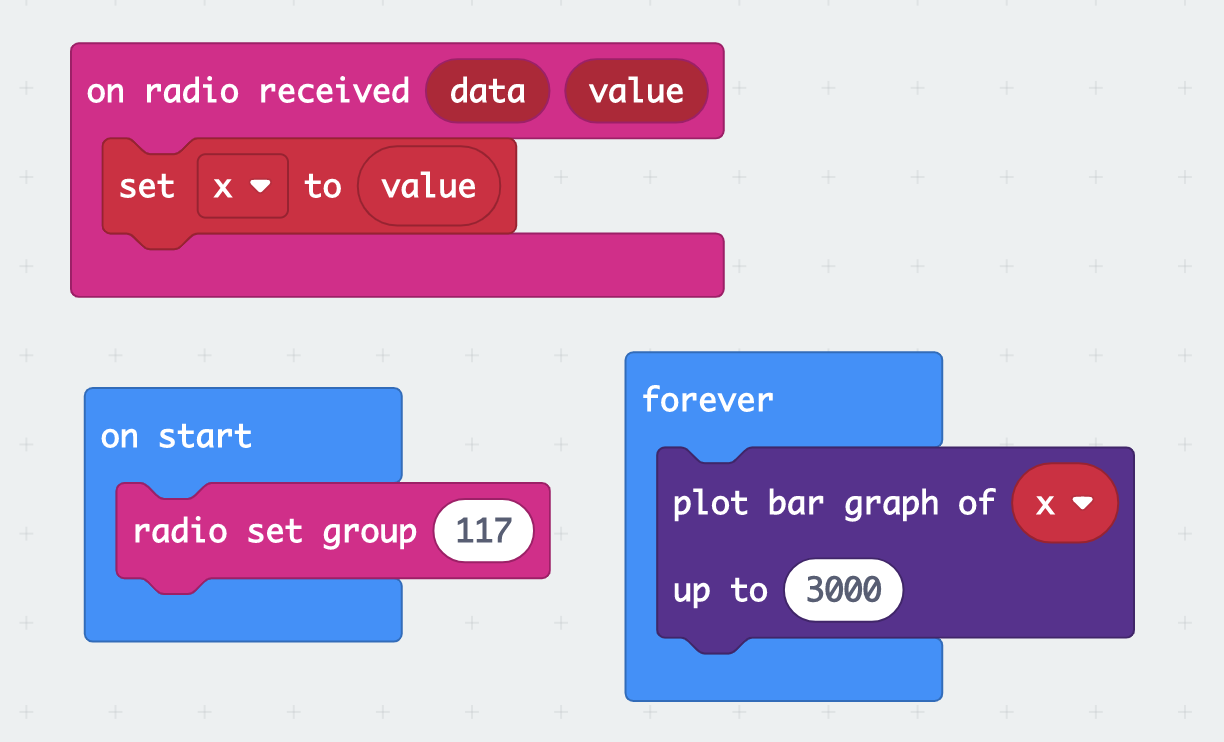 on radio received data value
set x to value
on start
radio set group 117
forever
plot bar graph of x
up to 3000